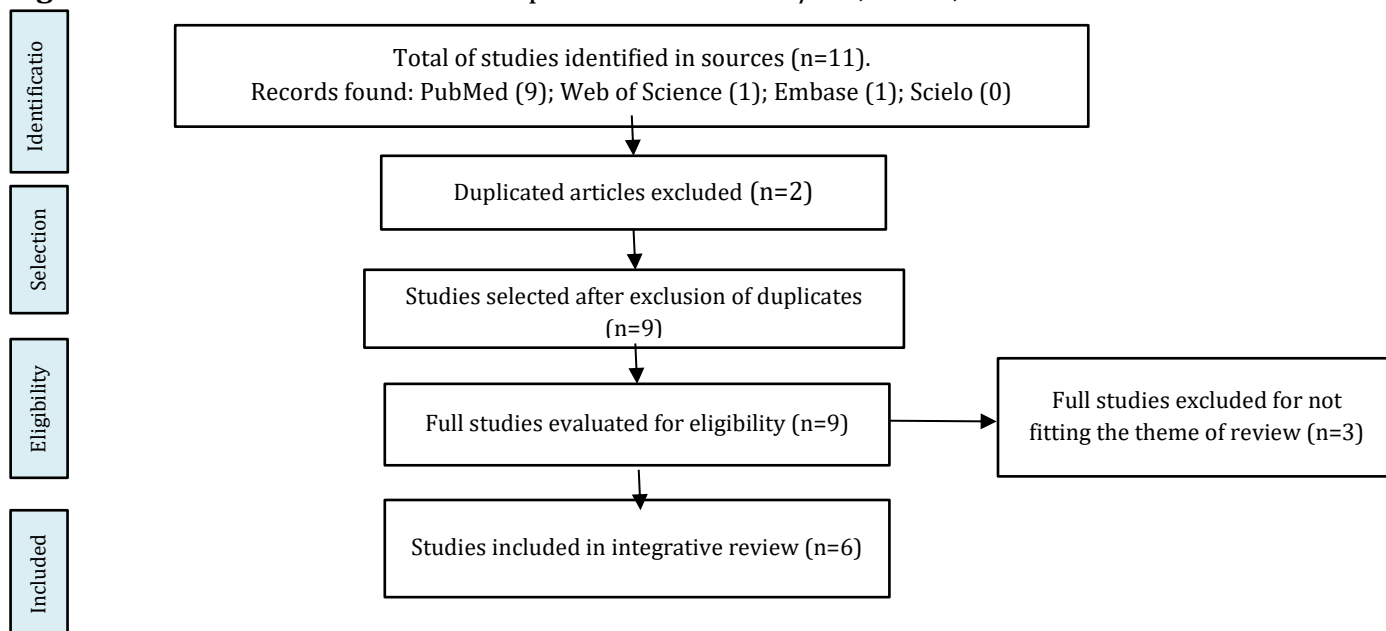 Identificatio
Total of studies identified in sources (n=11).
Records found: PubMed (9); Web of Science (1); Embase (1); Scielo (0)
Selection
Duplicated articles excluded (n=2)
Studies selected after exclusion of duplicates
(n=9)
Eligibility
Full studies evaluated for eligibility (n=9)
Full studies excluded for not
fitting the theme of review (n=3)
Included
Studies included in integrative review (n=6)